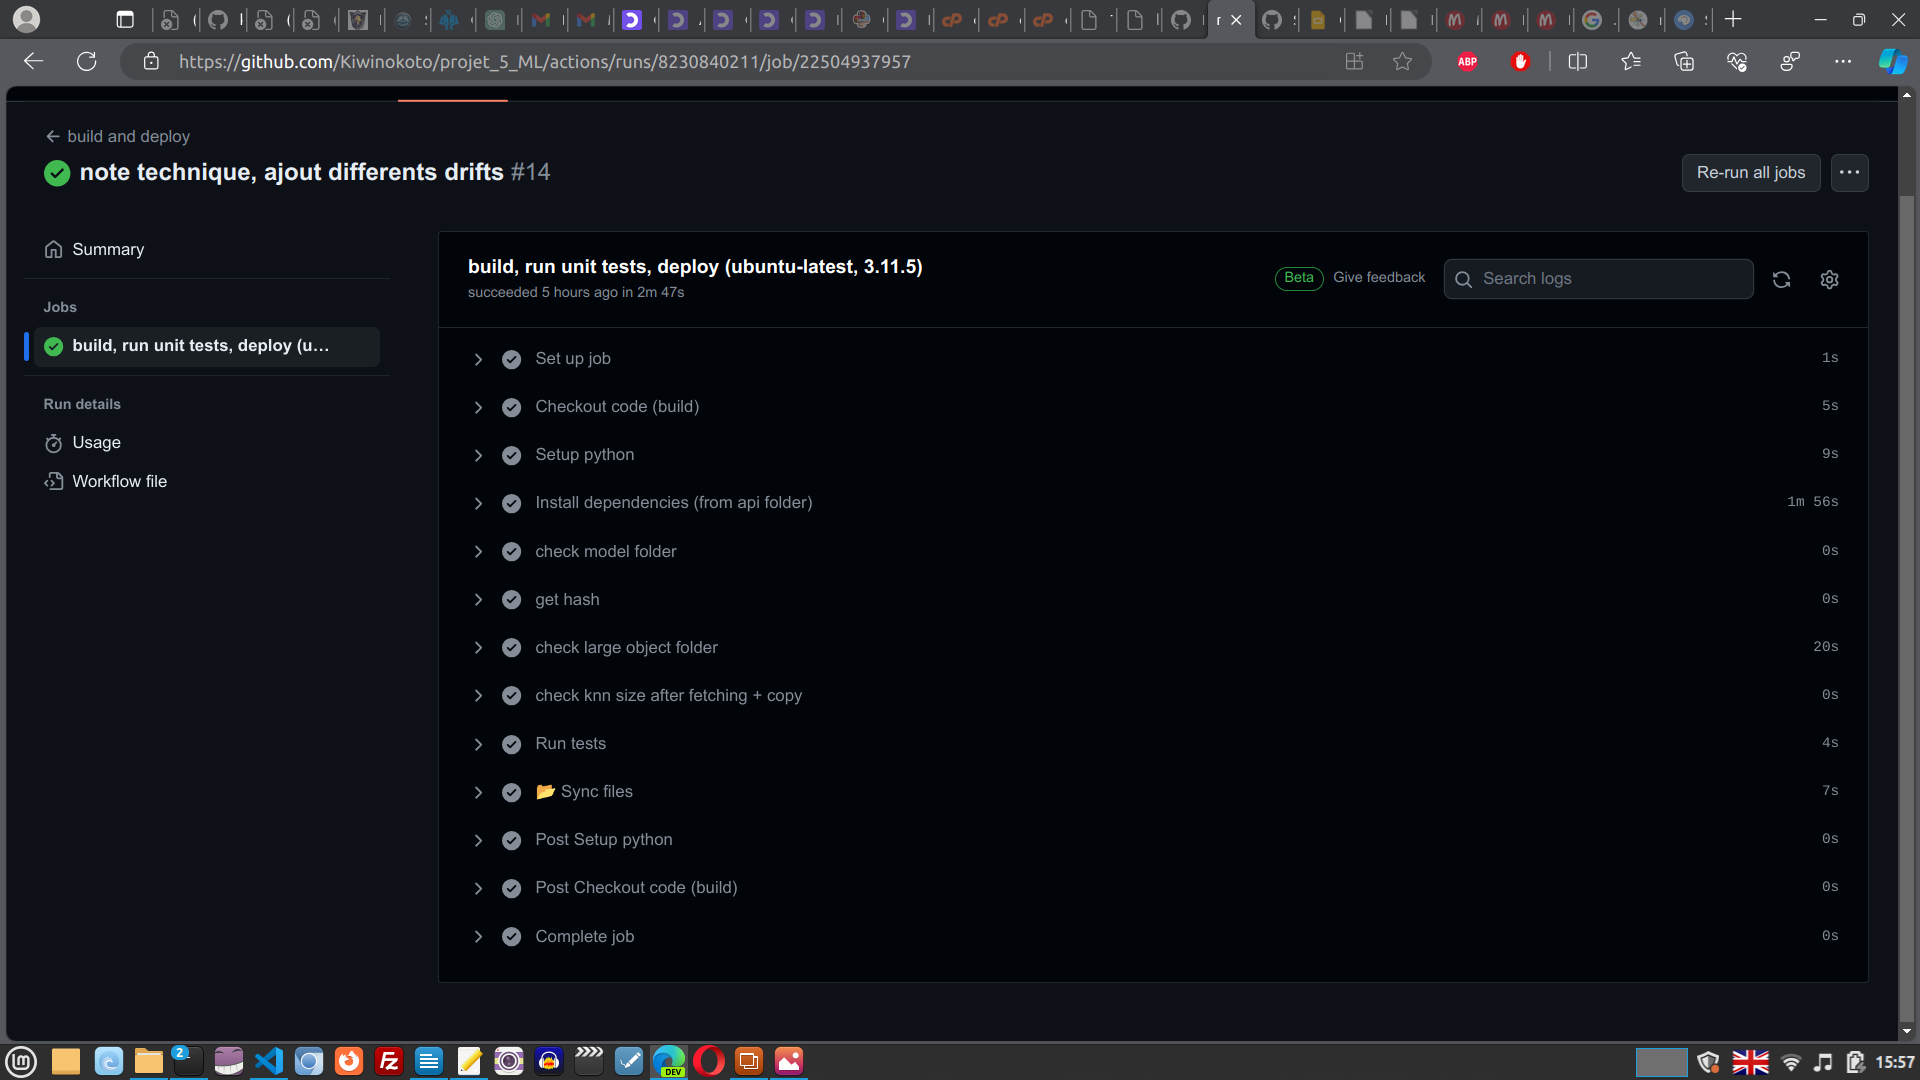 https://github.com/Kiwinokoto/projet_5_ML/actions/runs/8230840211/job/22504937957
ABP
build and deploy
note technique, ajout differents drifts #14
Re-run all jobs
Summary
Jobs
build, run unit tests, deploy (u...
Run details
Usage
Workflow file
build, run unit tests, deploy (ubuntu-latest, 3.11.5)
succeeded 5 hours ago in 2m 47s
Beta Give feedback
Search logs
Set up job 1s
Checkout code (build) 5s
Setup python 9s
Install dependencies (from api folder) 1m 56s
check model folder 0s
get hash 0s
check large object folder 20s
check knn size after fetching + copy 0s
Run tests 4s
📂 Sync files 7s
Post Setup python 0s
Post Checkout code (build) 0s
Complete job 0s
2
DEV
15:57